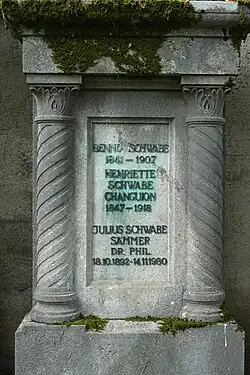 BENNO SCHWABE
1841 – 1907
HENRIETTE
SCHWABE
CHANGUION
1847 – 1918
JULIUS SCHWABE
SAMMER
DR. PHIL.
18.10.1892-14.11.1980